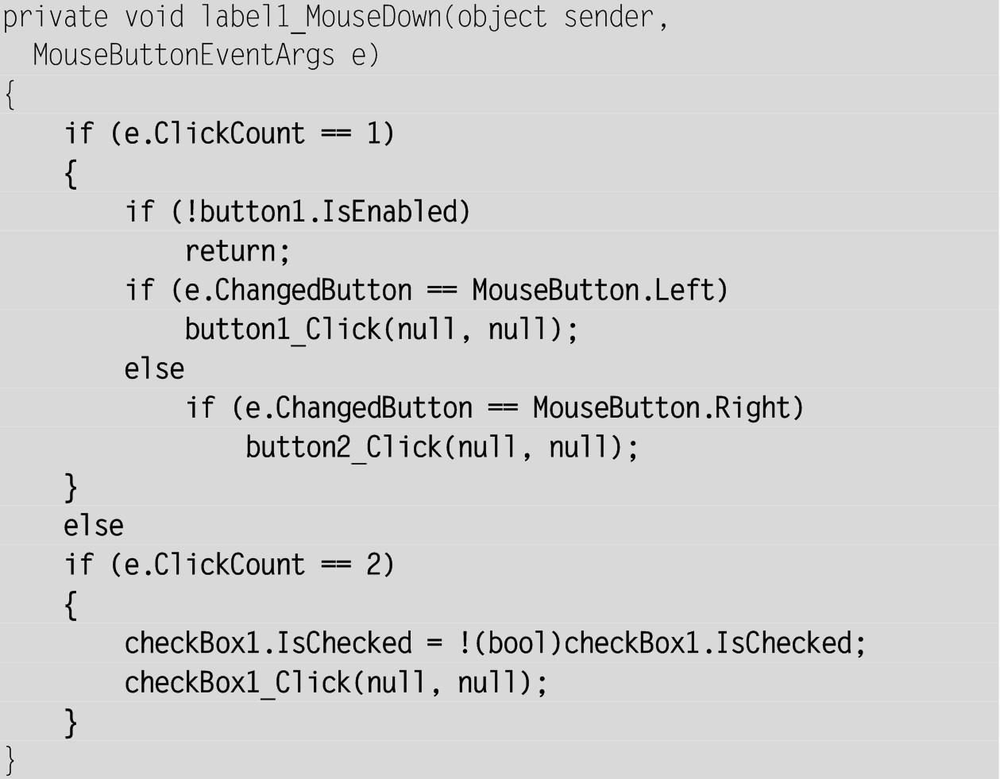 private void label1_MouseDown(object sender,
  MouseButtonEventArgs e)
{
    if (e.ClickCount == 1)
    {
        if (!button1.IsEnabled)
            return;
        if (e.ChangedButton == MouseButton.Left)
            button1_Click(null, null);
        else
            if (e.ChangedButton == MouseButton.Right)
                button2_Click(null, null);
    }
    else
    if (e.ClickCount == 2)
    {
        checkBox1.IsChecked = !(bool)checkBox1.IsChecked;
        checkBox1_Click(null, null);
    }
}